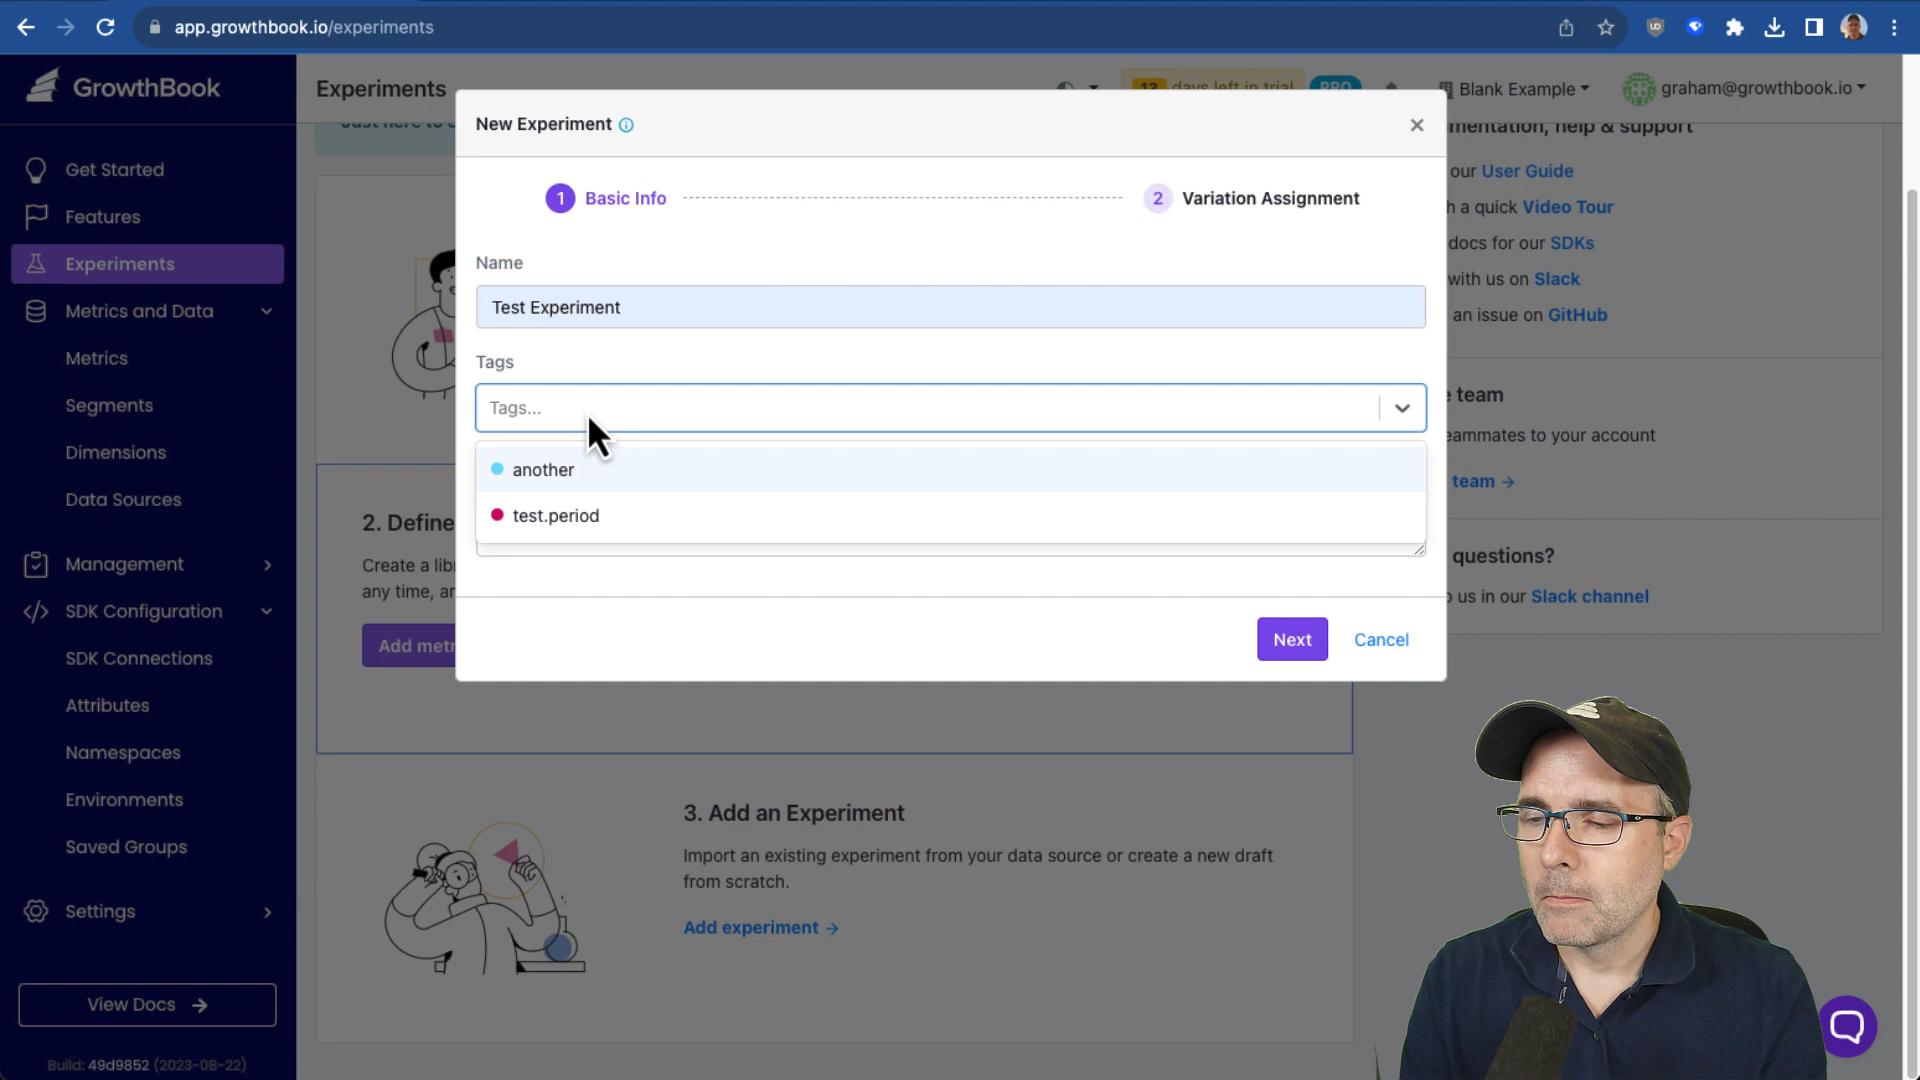 app.growthbook.io/experiments
GrowthBook
Get Started
Features
Experiments
Metrics and Data
Metrics
Segments
Dimensions
Data Sources
Management
SDK Configuration
SDK Connections
Attributes
Namespaces
Environments
Saved Groups
Settings
View Docs →
Build: 49d9852 (2023-08-22)
Experiments
days left in trial
PRO
Blank Example
graham@growthbook.io
New Experiment
×
1 Basic Info
2 Variation Assignment
Name
Test Experiment
Tags
Tags...
another
test.period
Next
Cancel
help & support
our User Guide
a quick Video Tour
docs for our SDKs
with us on Slack
an issue on GitHub
team
to your account
team →
questions?
us in our Slack channel
2. Define
Create a
any time,
Add
3. Add an Experiment
Import an existing experiment from your data source or create a new draft
from scratch.
Add experiment →